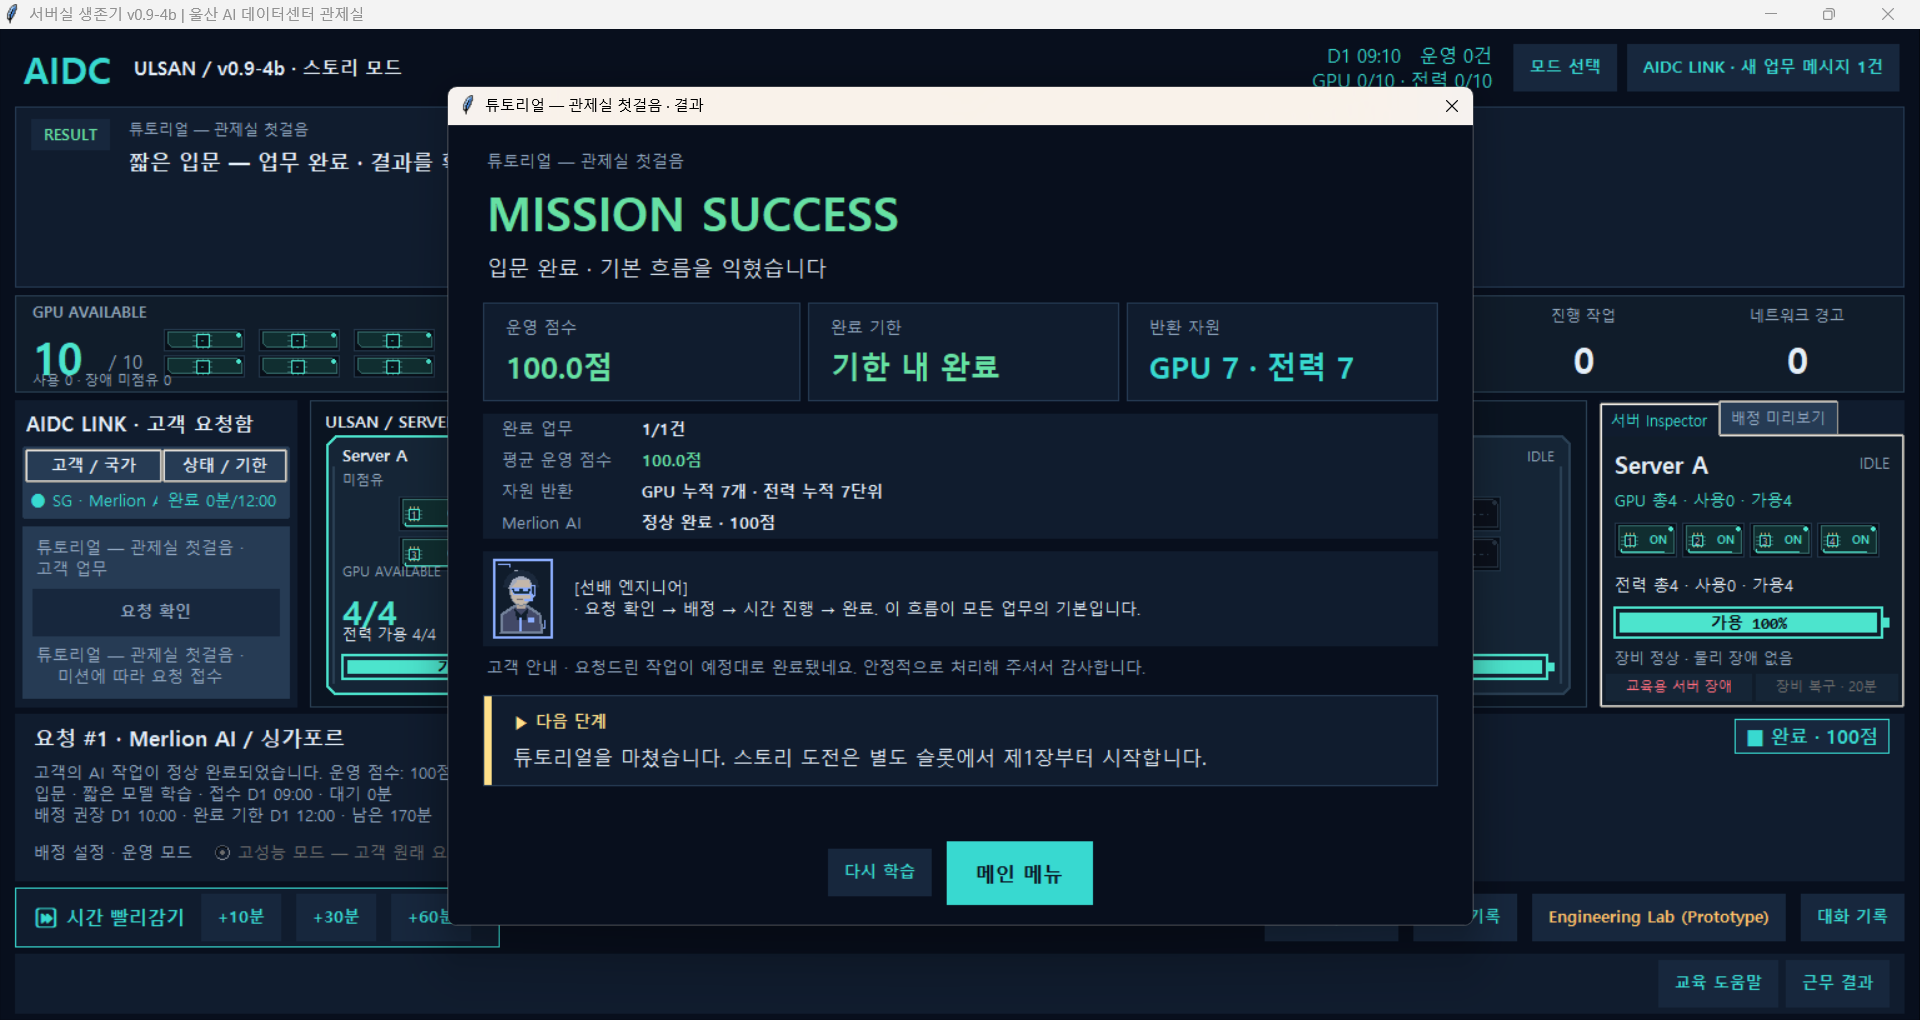 서버실 생존기 v0.9-4b | 울산 AI 데이터센터 관제실
AIDC
ULSAN / v0.9-4b · 스토리 모드
D1 09:10 운영 0건
GPU 0/10 · 전력 0/10
모드 선택
AIDC LINK · 새 업무 메시지 1건
RESULT
튜토리얼 — 관제실 첫걸음
짧은 입문 — 업무 완료 · 결과를
GPU AVAILABLE
10 / 10
사용 0 · 장애 미점유 0
진행 작업
0
네트워크 경고
0
AIDC LINK · 고객 요청함
고객 / 국가
상태 / 기한
SG · Merlion 완료 0분/12:00
튜토리얼 — 관제실 첫걸음 ·
고객 업무
요청 확인
튜토리얼 — 관제실 첫걸음 ·
미션에 따라 요청 접수
ULSAN / SERVE
Server A
미점유
1
3
GPU AVAILABLE
4/4
전력 가용 4/4
IDLE
서버 Inspector
배정 미리보기
Server A
IDLE
GPU 총4 · 사용0 · 가용4
1 ON
2 ON
3 ON
4 ON
전력 총4 · 사용0 · 가용4
가용 100%
장비 정상 · 물리 장애 없음
교육용 서버 장애
장비 복구 · 20분
요청 #1 · Merlion AI / 싱가포르
고객의 AI 작업이 정상 완료되었습니다. 운영 점수: 100점
입문 · 짧은 모델 학습 · 접수 D1 09:00 · 대기 0분
배정 권장 D1 10:00 · 완료 기한 D1 12:00 · 남은 170분
배정 설정 · 운영 모드
고성능 모드 — 고객 원래 요
완료 · 100점
시간 빨리감기
+10분
+30분
+60분
기록
Engineering Lab (Prototype)
대화 기록
교육 도움말
근무 결과
튜토리얼 — 관제실 첫걸음 · 결과
튜토리얼 — 관제실 첫걸음
MISSION SUCCESS
입문 완료 · 기본 흐름을 익혔습니다
운영 점수
100.0점
완료 기한
기한 내 완료
반환 자원
GPU 7 · 전력 7
완료 업무 1/1건
평균 운영 점수 100.0점
자원 반환 GPU 누적 7개 · 전력 누적 7단위
Merlion AI 정상 완료 · 100점
[선배 엔지니어]
· 요청 확인 → 배정 → 시간 진행 → 완료. 이 흐름이 모든 업무의 기본입니다.
고객 안내 · 요청드린 작업이 예정대로 완료됐네요. 안정적으로 처리해 주셔서 감사합니다.
▶ 다음 단계
튜토리얼을 마쳤습니다. 스토리 도전은 별도 슬롯에서 제1장부터 시작합니다.
다시 학습
메인 메뉴